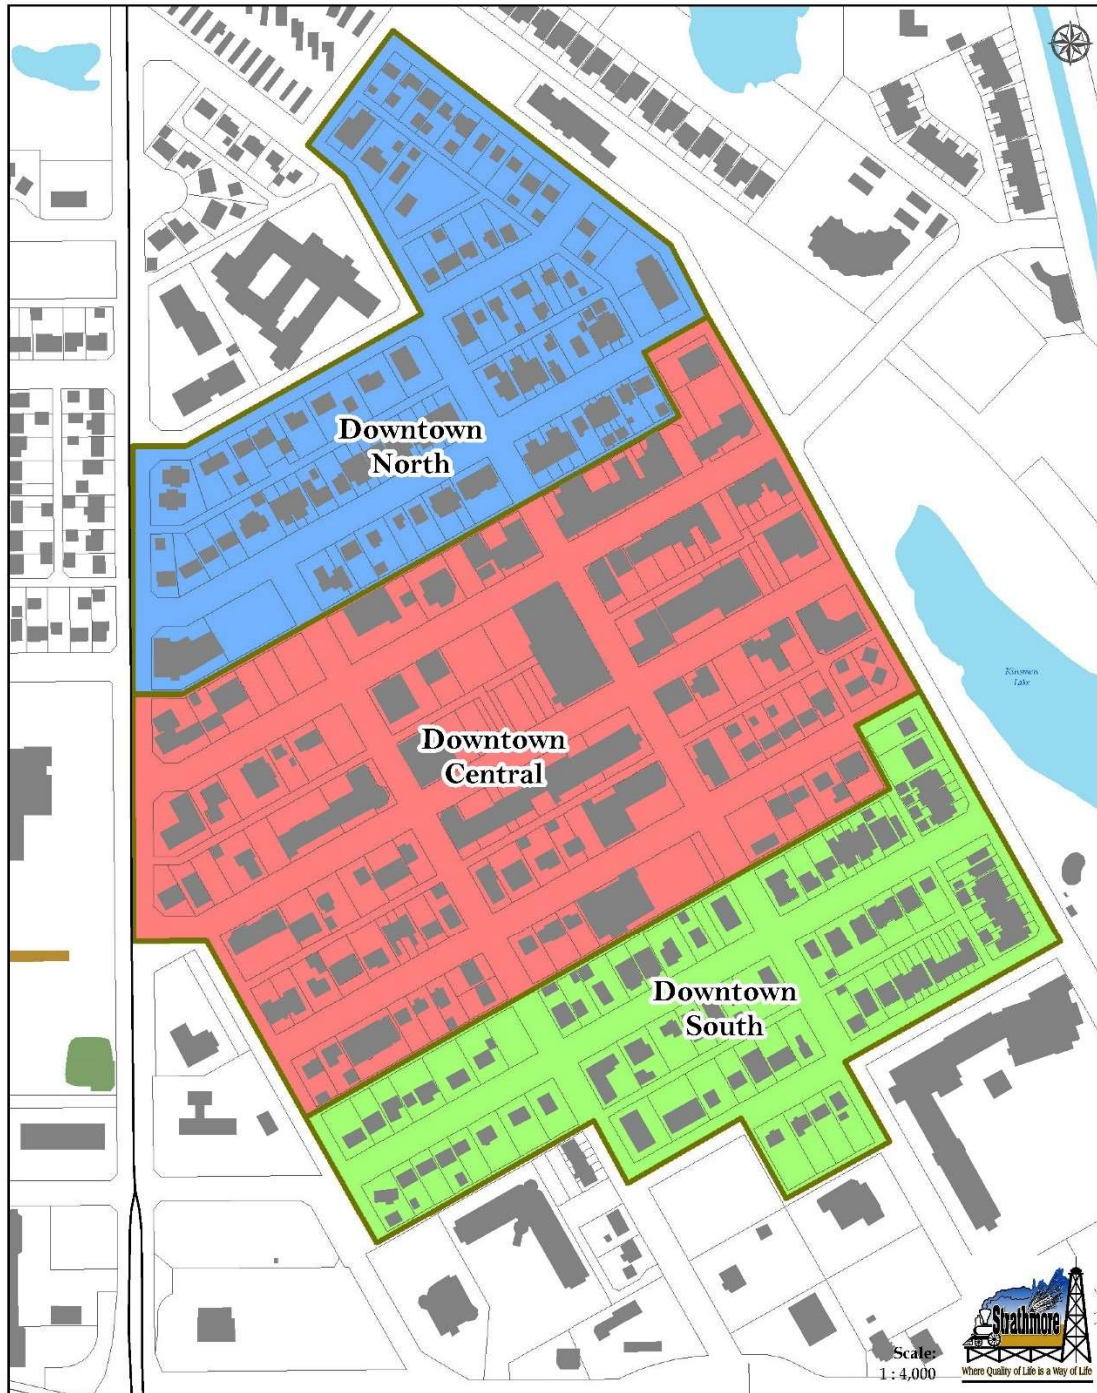 Downtown
North
Downtown
Central
Kinsmen
Lake
Downtown
South
Strathmore
Where Quality of Life is a Way of Life
Scale:
1 : 4,000